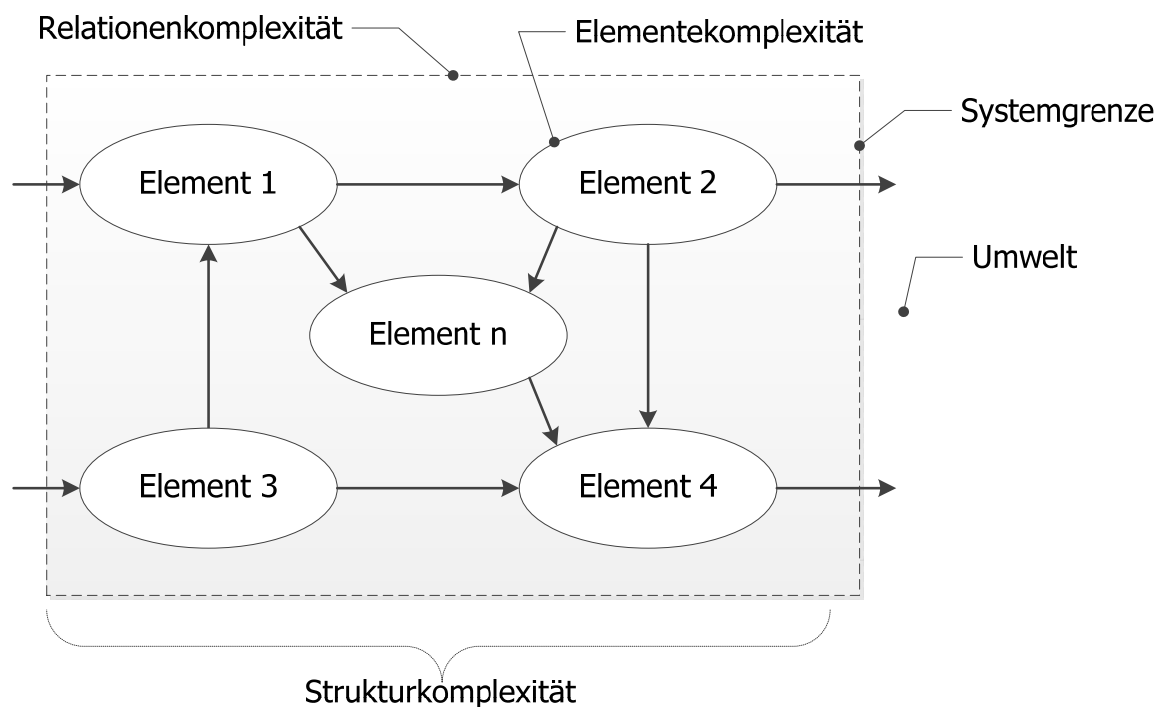 Relationenkomplexität
Elementekomplexität
Systemgrenze
Element 1
Element 2
Umwelt
Element n
Element 3
Element 4
Strukturkomplexität